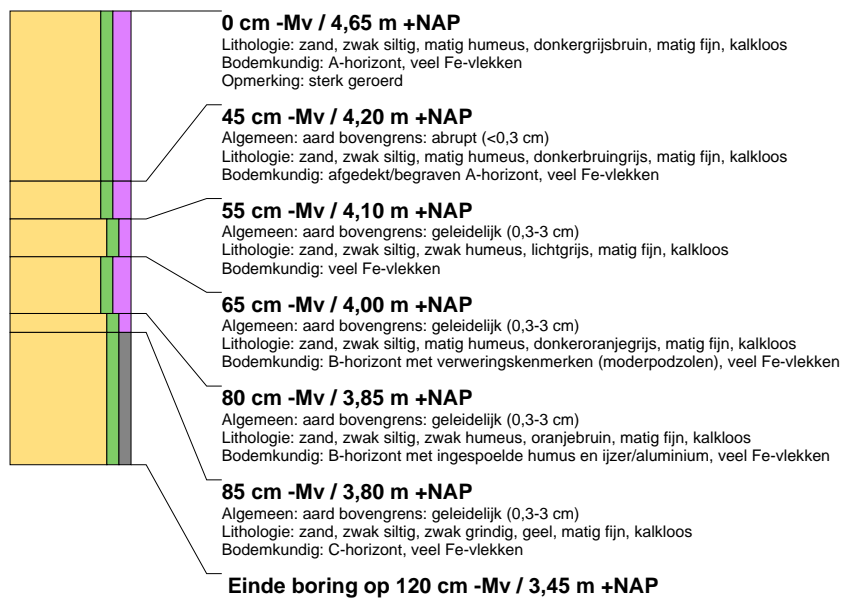 0 cm -Mv / 4,65 m +NAP
Lithologie: zand, zwak siltig, matig humeus, donkergrijsbruin, matig fijn, kalkloos
Bodemkundig: A-horizont, veel Fe-vlekken
Opmerking: sterk geroerd
45 cm -Mv / 4,20 m +NAP
Algemeen: aard bovengrens: abrupt (<0,3 cm)
Lithologie: zand, zwak siltig, matig humeus, donkerbruingrijs, matig fijn, kalkloos
Bodemkundig: afgedekt/begraven A-horizont, veel Fe-vlekken
55 cm -Mv / 4,10 m +NAP
Algemeen: aard bovengrens: geleidelijk (0,3-3 cm)
Lithologie: zand, zwak siltig, zwak humeus, lichtgrijs, matig fijn, kalkloos
Bodemkundig: veel Fe-vlekken
65 cm -Mv / 4,00 m +NAP
Algemeen: aard bovengrens: geleidelijk (0,3-3 cm)
Lithologie: zand, zwak siltig, matig humeus, donkeroranjegrijs, matig fijn, kalkloos
Bodemkundig: B-horizont met verweringskenmerken (moderpodzolen), veel Fe-vlekken
80 cm -Mv / 3,85 m +NAP
Algemeen: aard bovengrens: geleidelijk (0,3-3 cm)
Lithologie: zand, zwak siltig, zwak humeus, oranjebruin, matig fijn, kalkloos
Bodemkundig: B-horizont met ingespoelde humus en ijzer/aluminium, veel Fe-vlekken
85 cm -Mv / 3,80 m +NAP
Algemeen: aard bovengrens: geleidelijk (0,3-3 cm)
Lithologie: zand, zwak siltig, zwak grindig, geel, matig fijn, kalkloos
Bodemkundig: C-horizont, veel Fe-vlekken
Einde boring op 120 cm -Mv / 3,45 m +NAP